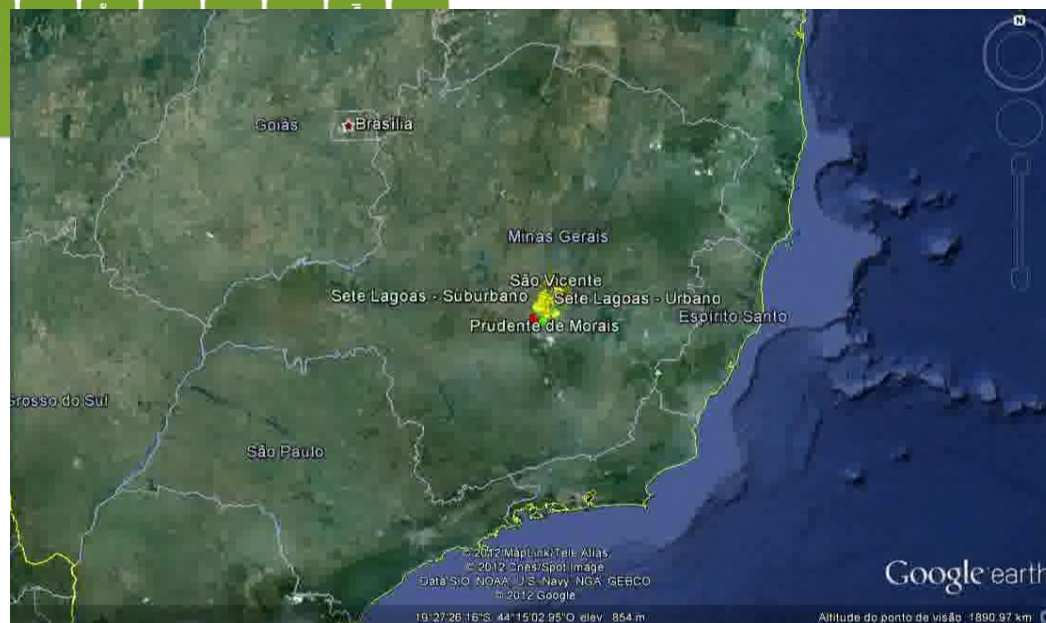 N
Goiás
Brasília
Minas Gerais
São Vicente
Sete Lagoas - Suburbano
Sete Lagoas - Urbano
Espírito Santo
Prudente de Morais
Grosso do Sul
São Paulo
© 2012 MapLink/Tele Atlas
© 2012 Cnes/Spot Image
Data SIO, NOAA, U.S. Navy, NGA, GEBCO
© 2012 Google
Google earth
19°27'26.16"S 44°15'02.95"O elev 854 m
Altitude do ponto de visão 1890.97 km